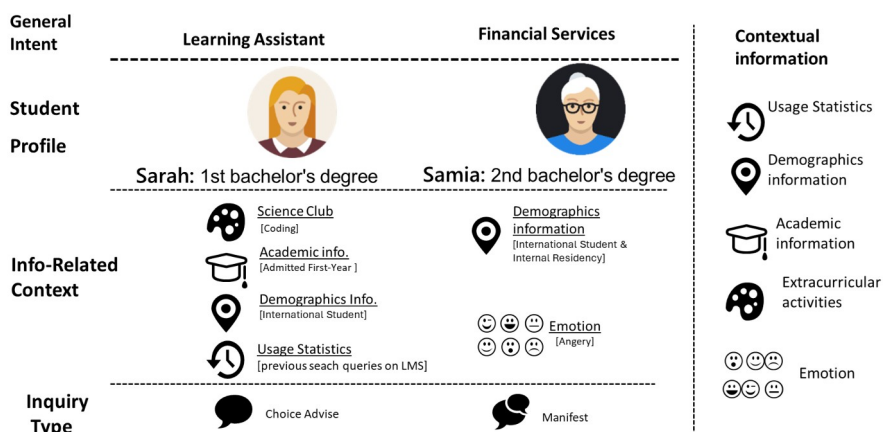 General
Intent
Learning Assistant
Financial Services
Student
Profile
Sarah: 1st bachelor's degree
Samia: 2nd bachelor's degree
Info-Related
Context
Science Club
[Coding]
Academic info.
[Admitted First-Year ]
Demographics Info.
[International Student]
Usage Statistics
[previous seach queries on LMS]
Demographics
information
[International Student &
Internal Residency]
Emotion
[Angery]
Inquiry
Type
Choice Advise
Manifest
Contextual
information
Usage Statistics
Demographics
information
Academic
information
Extracurricular
activities
Emotion